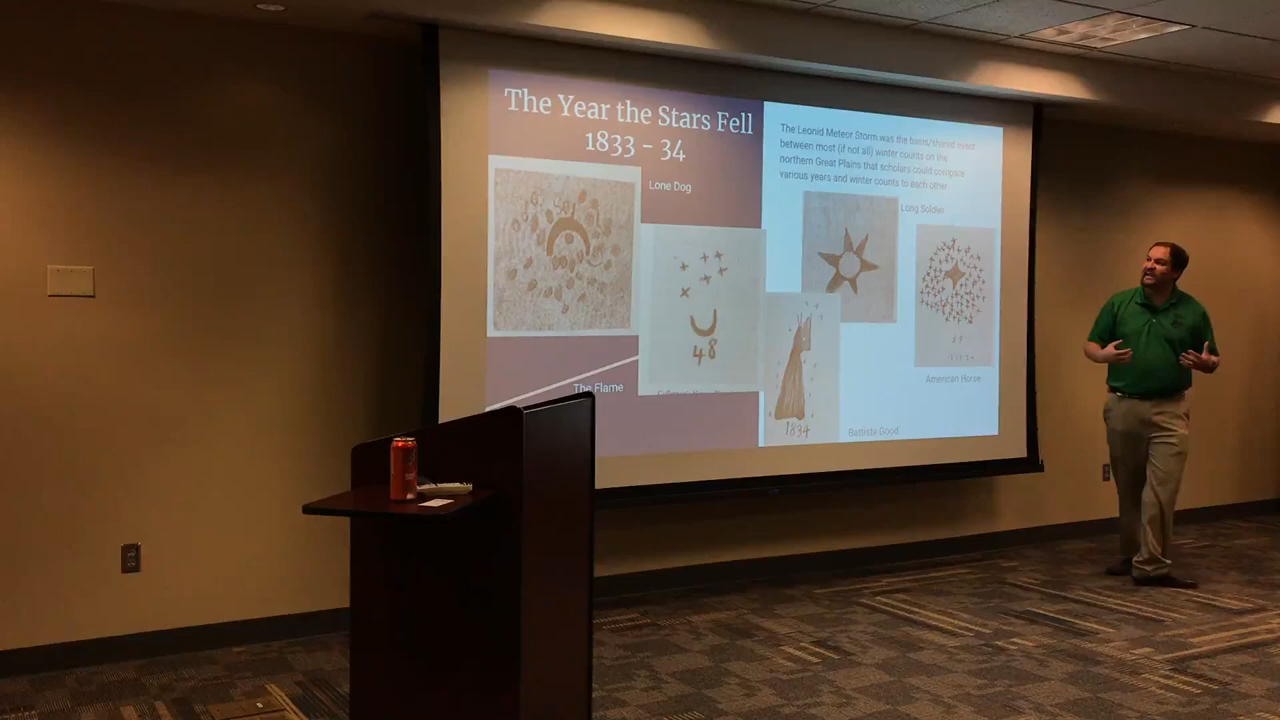 The Year the Stars Fell
1833 - 34
Lone Dog
The Flame
48
The Leonid Meteor Storm was the basis/shared event
between most (if not all) winter counts on the
northern Great Plains that scholars could compare
various years and winter counts to each other
Long Soldier
American Horse
1834
Battiste Good